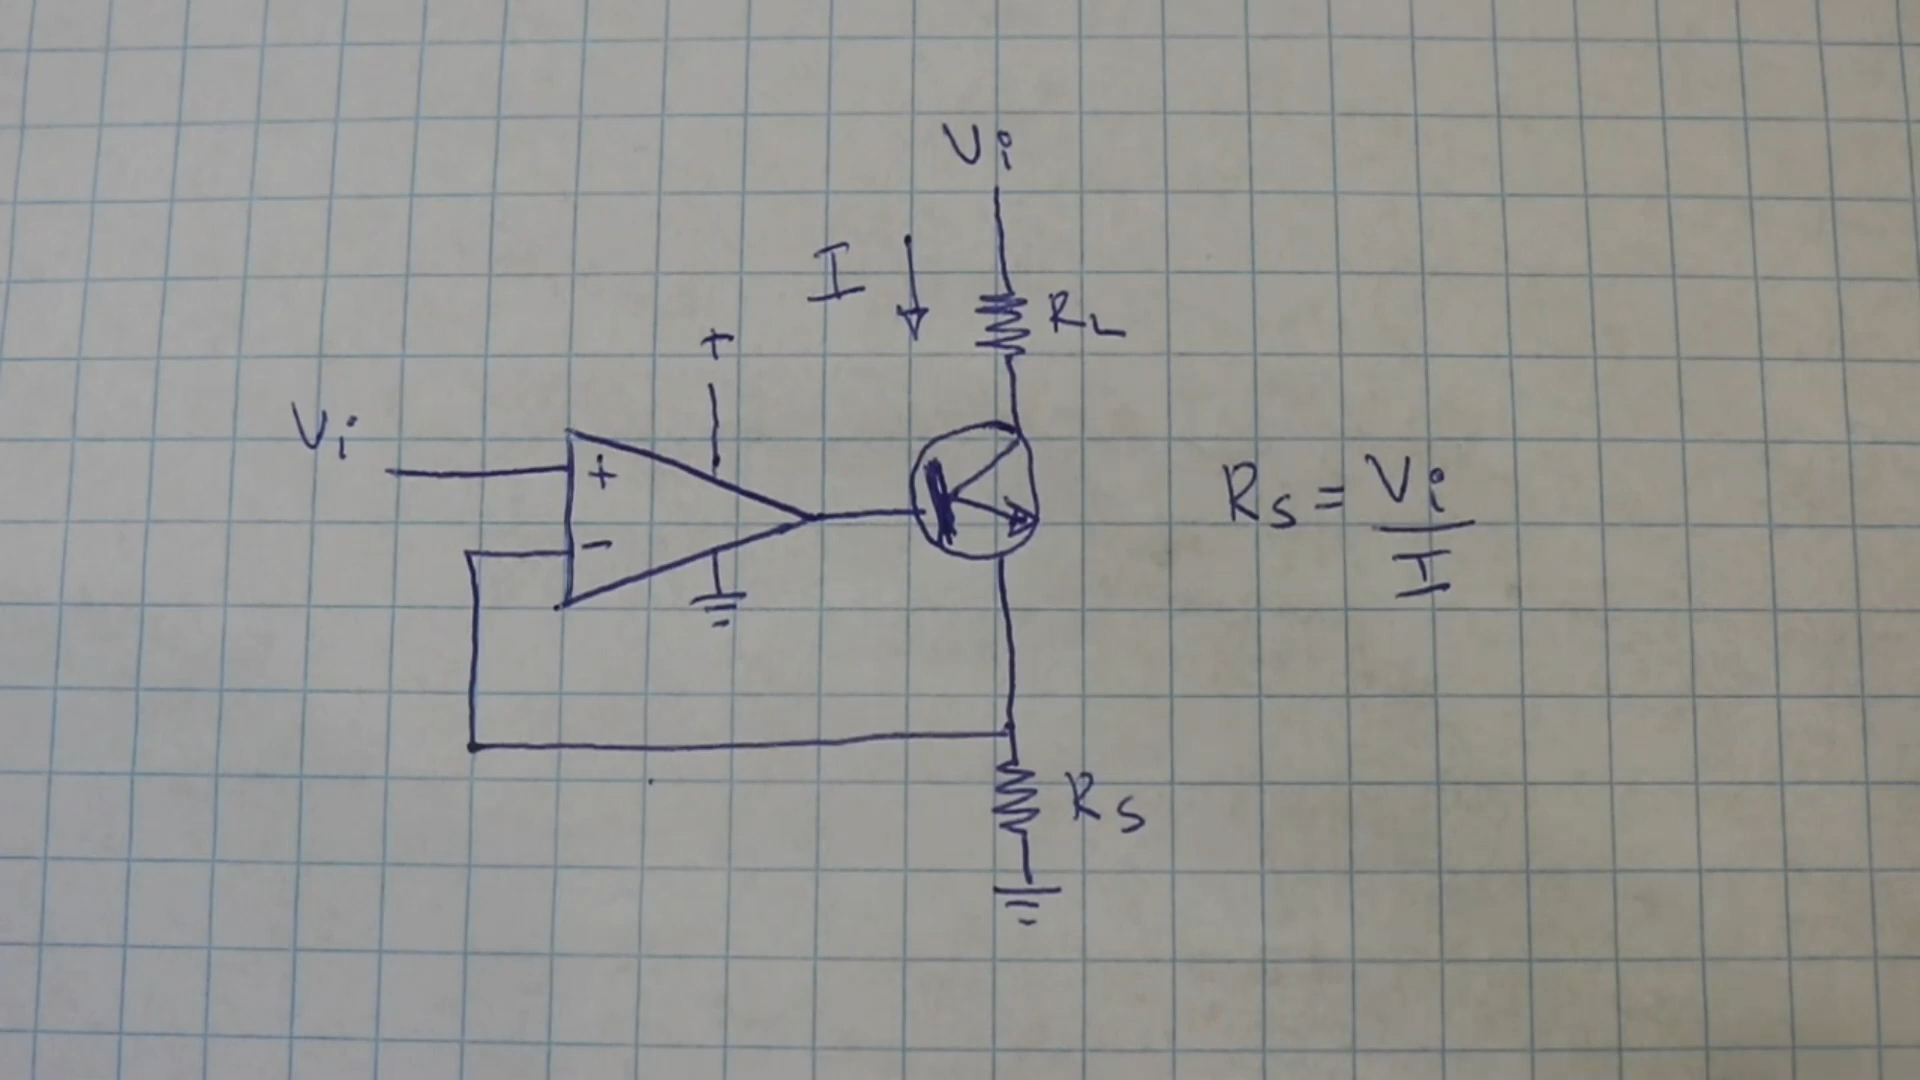 Vi
I
RL
+
Vi
+
-
Rs = Vi
I
Rs